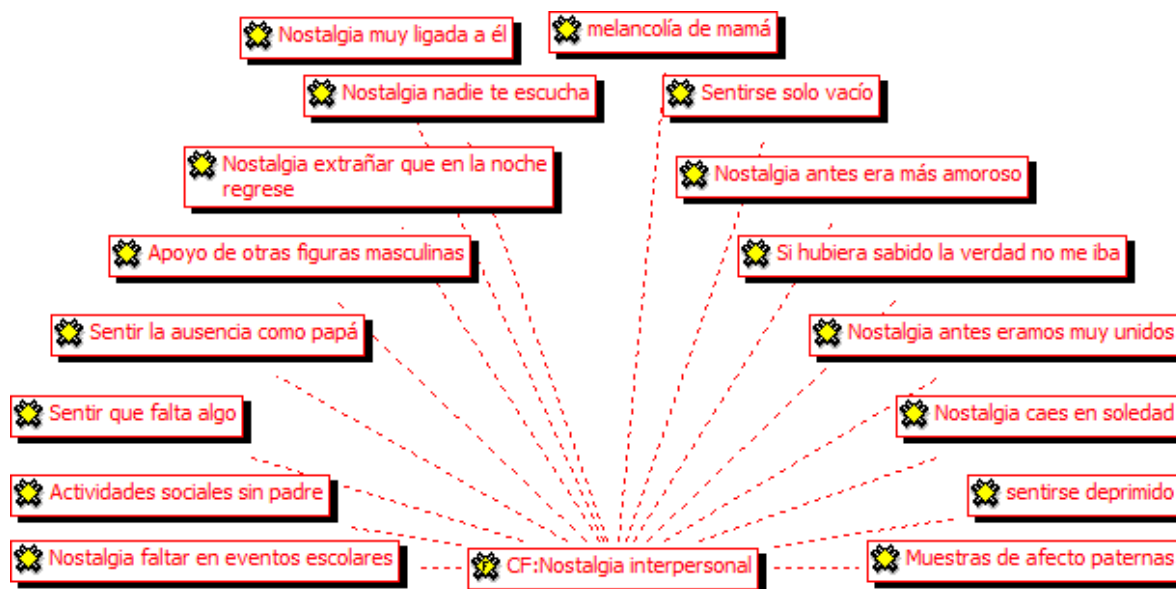 Nostalgia muy ligada a él
melancolía de mamá
Nostalgia nadie te escucha
Sentirse solo vacío
Nostalgia extrañar que en la noche
regrese
Nostalgia antes era más amoroso
Apoyo de otras figuras masculinas
Si hubiera sabido la verdad no me iba
Sentir la ausencia como papá
Nostalgia antes eramos muy unidos
Sentir que falta algo
Nostalgia caes en soledad
Actividades sociales sin padre
sentirse deprimido
Nostalgia faltar en eventos escolares
CF:Nostalgia interpersonal
Muestras de afecto paternas